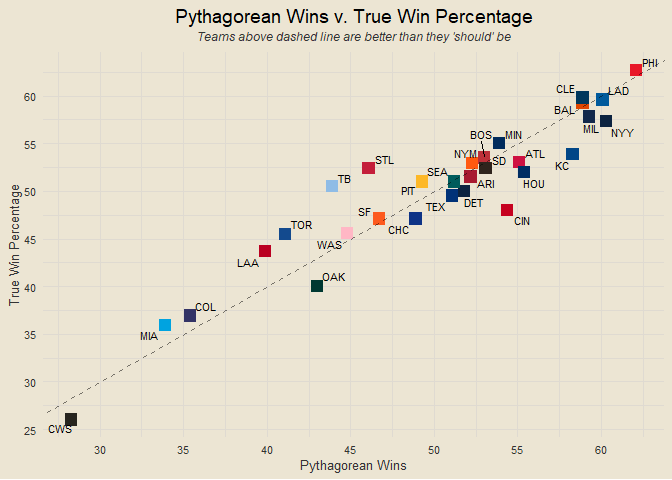 Pythagorean Wins v. True Win Percentage
Teams above dashed line are better than they 'should' be
PHI
60
CLE
LAD
BAL
MIL
NYY
55
BOS
MIN
NYM
SD
ATL
KC
STL
SEA
HOU
50
TB
PIT
ARI
TEX
DET
SF
CHC
CIN
45
TOR
WAS
LAA
40
OAK
COL
35
MIA
30
25
CWS
30
35
40
45
50
55
60
True Win Percentage
Pythagorean Wins